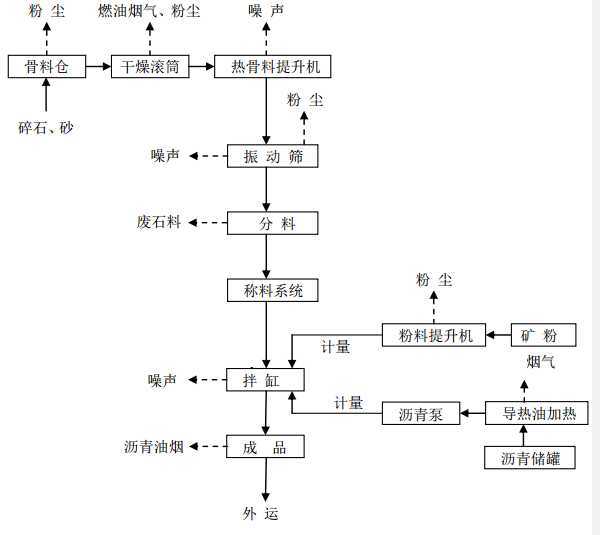 粉 尘
燃油烟气、粉尘
噪 声
骨料仓
干燥滚筒
热骨料提升机
碎石、砂
粉 尘
噪声
振 动 筛
废石料
分 料
称料系统
粉 尘
粉料提升机
矿 粉
计量
烟气
噪声
拌 缸
计量
沥青泵
导热油加热
沥青油烟
成 品
沥青储罐
外 运